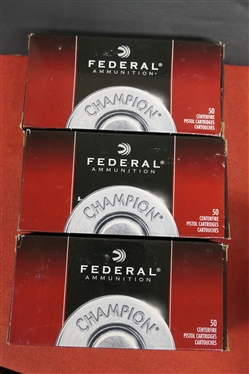 FEDERAL®
AMMUNITION
CHAMPION®
50
CENTERFIRE
PISTOL CARTRIDGES
CARTOUCHES
FEDERAL®
AMMUNITION
CHAMPION®
50
CENTERFIRE
PISTOL CARTRIDGES
CARTOUCHES
FEDERAL®
AMMUNITION
CHAMPION®
50
CENTERFIRE
PISTOL CARTRIDGES
CARTOUCHES